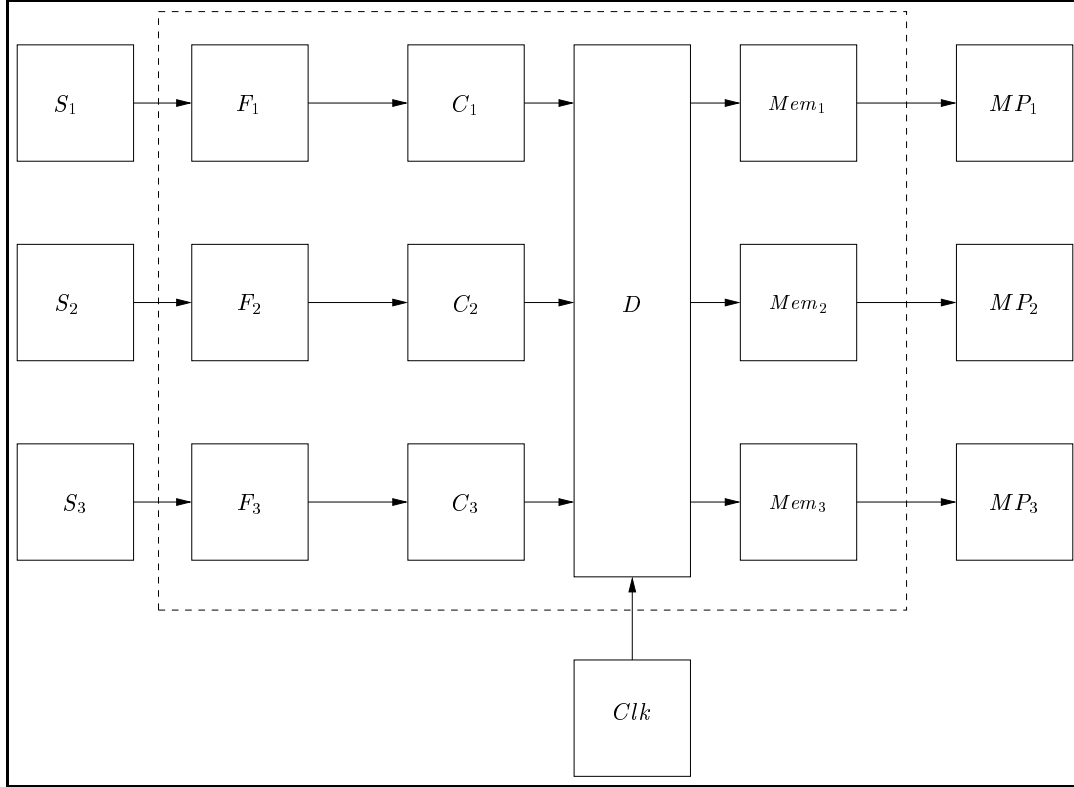 S₁ F₁ C₁ Mem₁ MP₁
S₂ F₂ C₂ D Mem₂ MP₂
S₃ F₃ C₃ Mem₃ MP₃
Clk